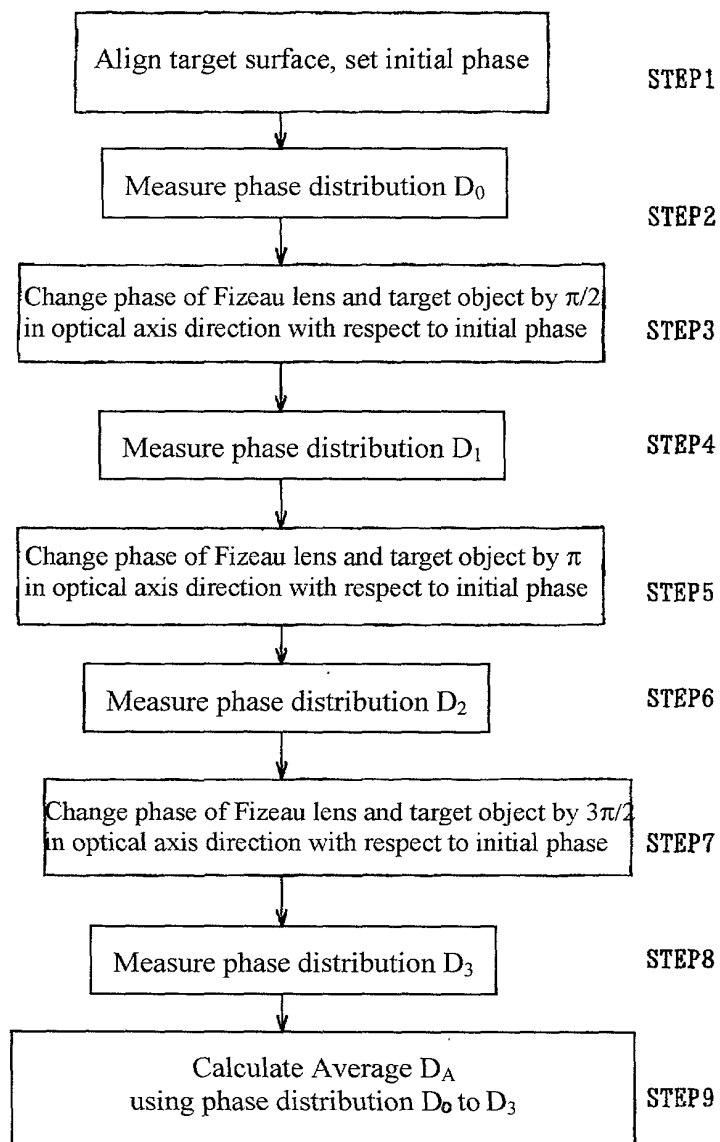 Align target surface, set initial phase
STEP1
Measure phase distribution D₀
STEP2
Change phase of Fizeau lens and target object by π/2
in optical axis direction with respect to initial phase
STEP3
Measure phase distribution D₁
STEP4
Change phase of Fizeau lens and target object by π
in optical axis direction with respect to initial phase
STEP5
Measure phase distribution D₂
STEP6
Change phase of Fizeau lens and target object by 3π/2
in optical axis direction with respect to initial phase
STEP7
Measure phase distribution D₃
STEP8
Calculate Average D_A
using phase distribution D₀ to D₃
STEP9